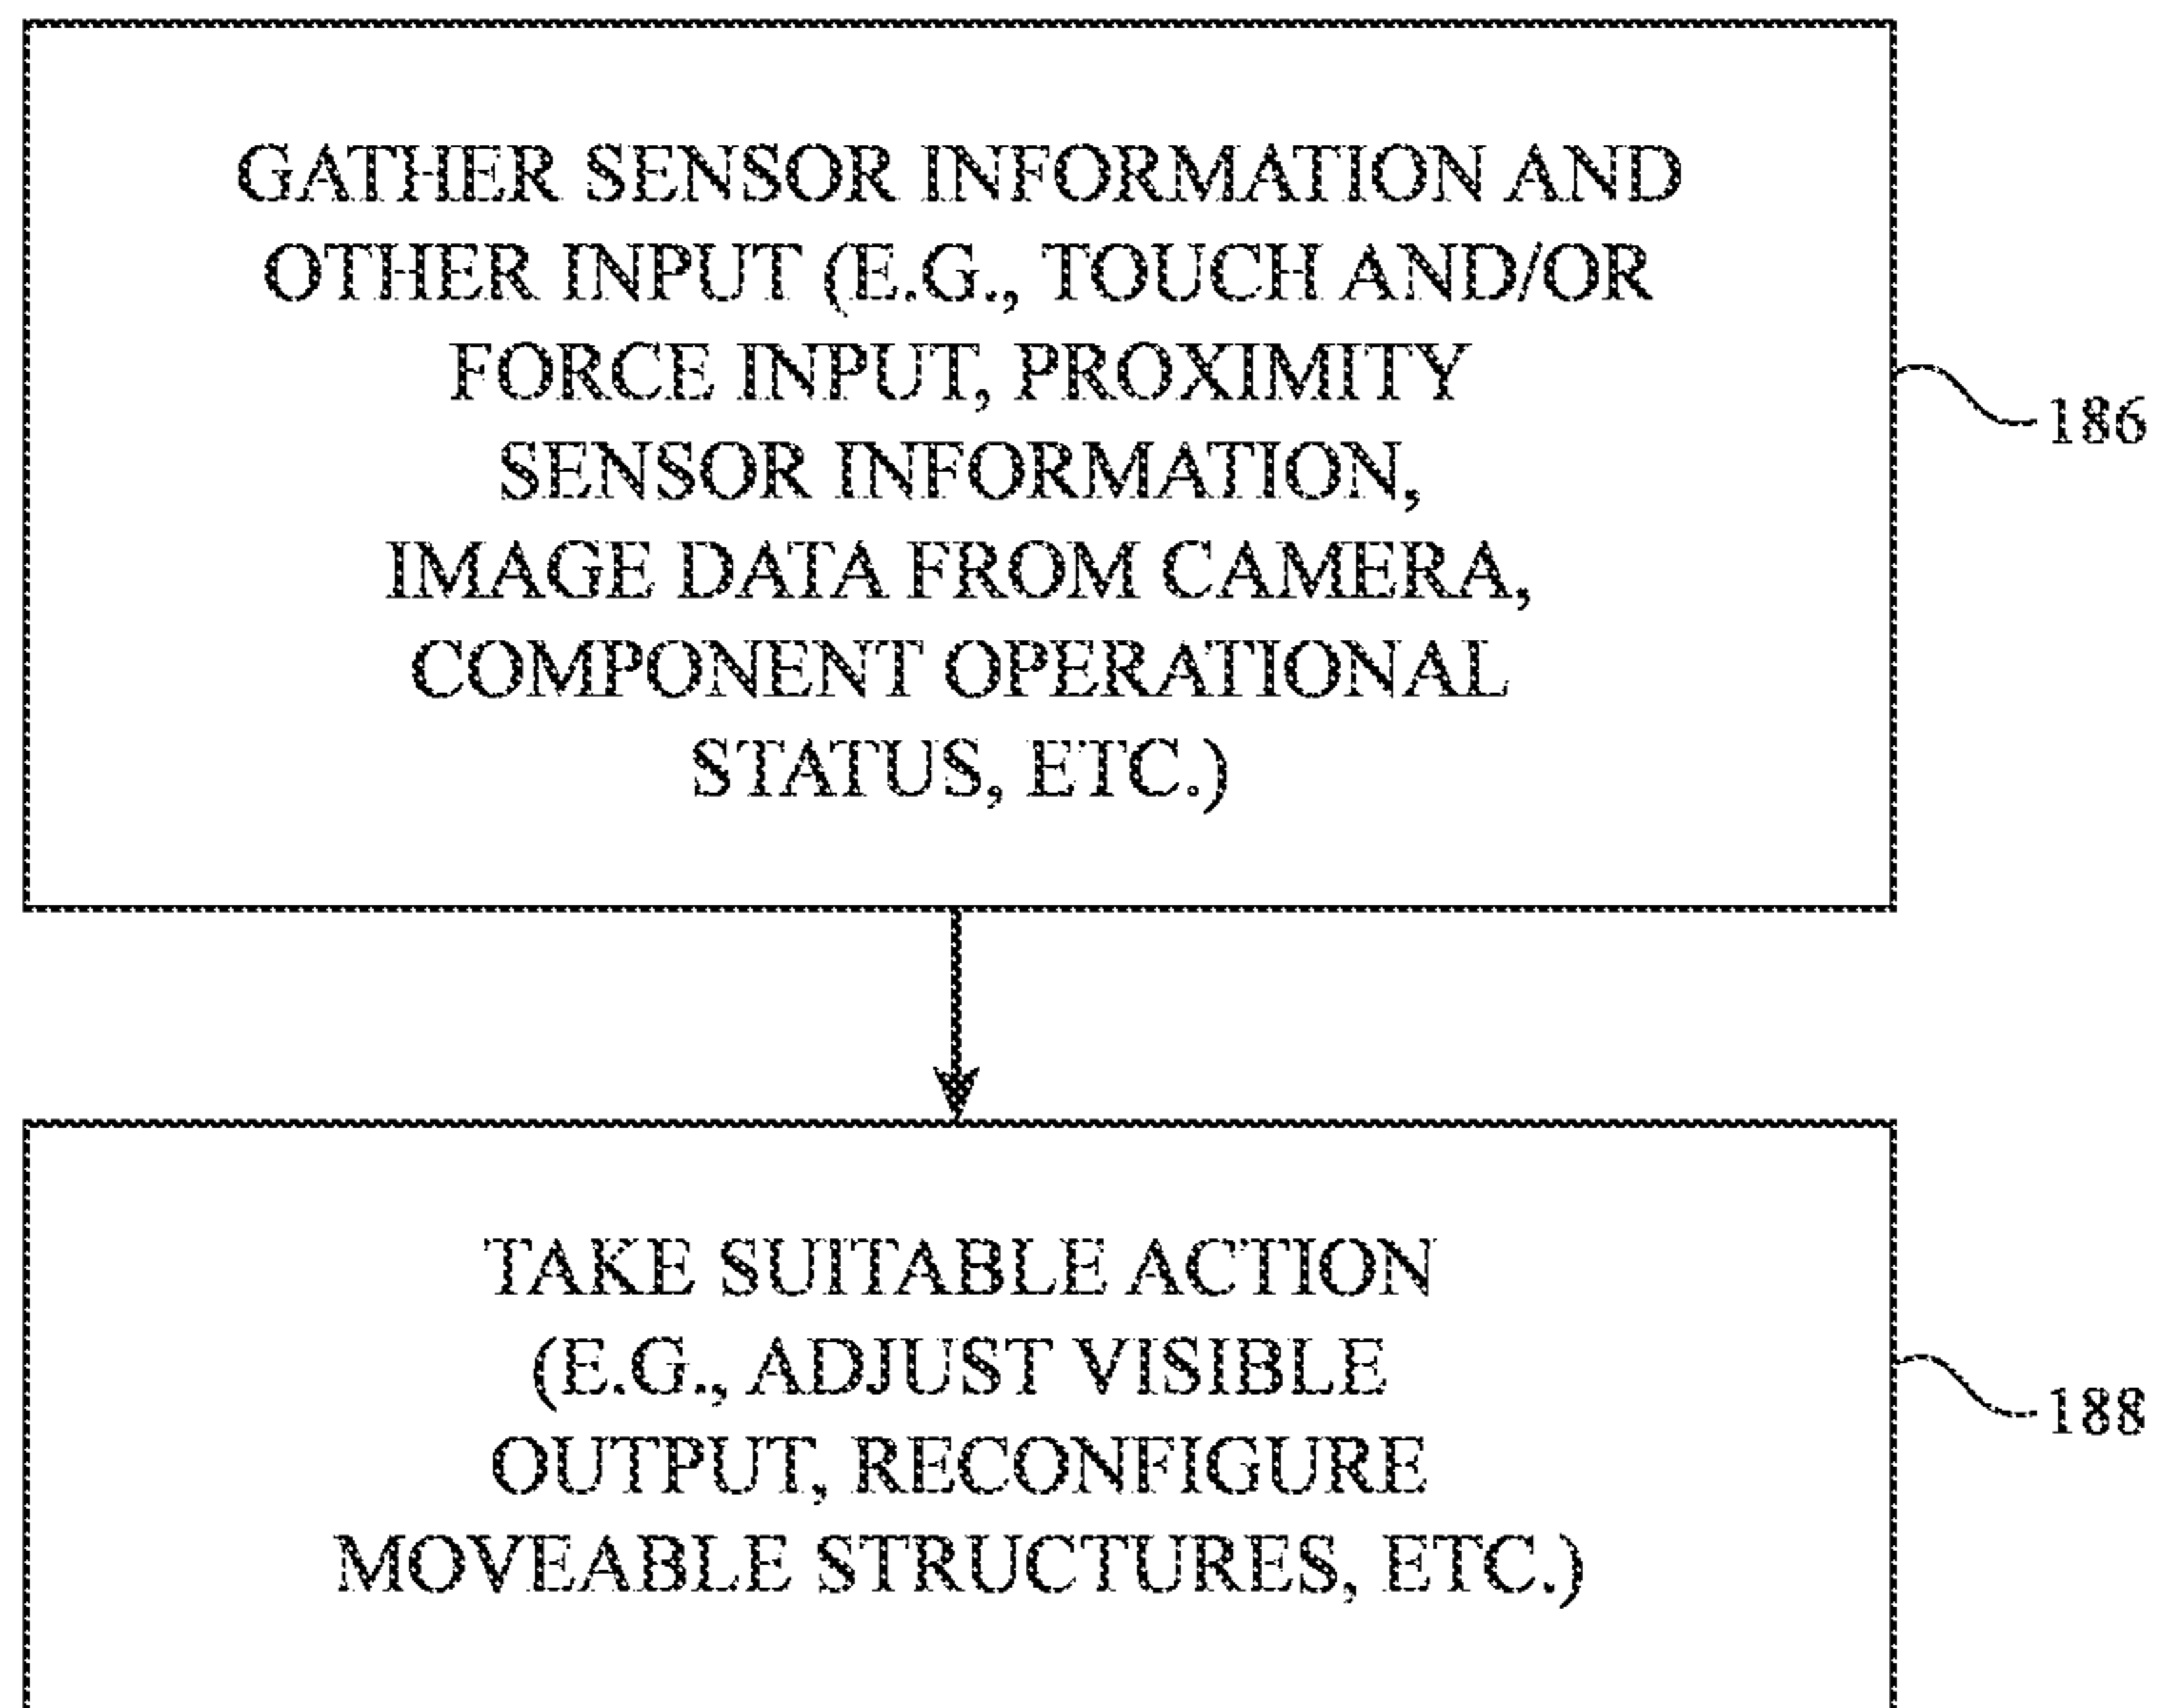 GATHER SENSOR INFORMATION AND
OTHER INPUT (E.G., TOUCH AND/OR
FORCE INPUT, PROXIMITY
SENSOR INFORMATION,
IMAGE DATA FROM CAMERA,
COMPONENT OPERATIONAL
STATUS, ETC.)
186
TAKE SUITABLE ACTION
(E.G., ADJUST VISIBLE
OUTPUT, RECONFIGURE
MOVEABLE STRUCTURES, ETC.)
188